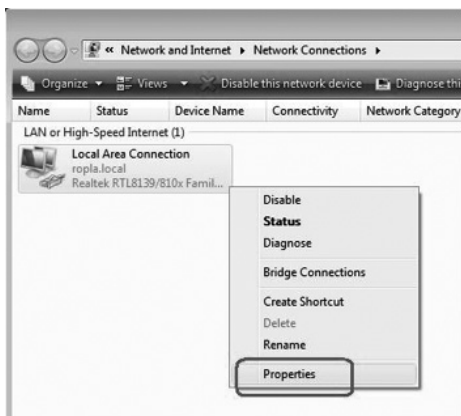 « Network and Internet ▸ Network Connections ▸
Organize ▾ Views ▾ Disable this network device Diagnose thi
Name Status Device Name Connectivity Network Category
LAN or High-Speed Internet (1)
Local Area Connection
ropla.local
Realtek RTL8139/810x Famil...
Disable
Status
Diagnose
Bridge Connections
Create Shortcut
Delete
Rename
Properties